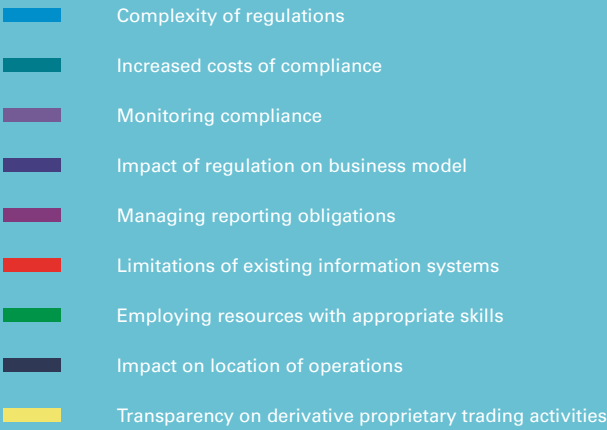 Complexity of regulations
Increased costs of compliance
Monitoring compliance
Impact of regulation on business model
Managing reporting obligations
Limitations of existing information systems
Employing resources with appropriate skills
Impact on location of operations
Transparency on derivative proprietary trading activities